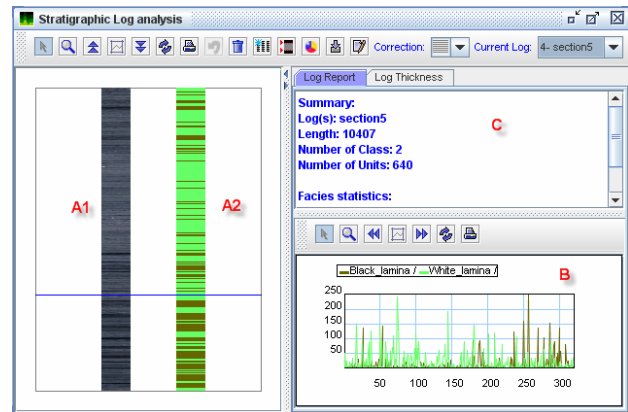 Stratigraphic Log analysis
Correction: Current Log: 4- section5
Log Report Log Thickness
Summary:
Log(s): section5
Length: 10407
Number of Class: 2
Number of Units: 640
Facies statistics:
C
A1
A2
B
Black_lamina / White_lamina /
250
200
150
100
50
50 100 150 200 250 300